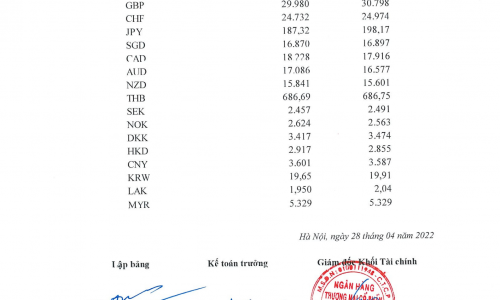 GBP 29.980 30.798
CHF 24.732 24.974
JPY 187,32 198,17
SGD 16.870 16.897
CAD 18.228 17.916
AUD 17.086 16.577
NZD 15.841 15.601
THB 686,69 686,75
SEK 2.457 2.491
NOK 2.624 2.563
DKK 3.417 3.474
HKD 2.917 2.855
CNY 3.601 3.587
KRW 19,65 19,91
LAK 1,950 2,04
MYR 5.329 5.329
Hà Nội, ngày 28 tháng 04 năm 2022
Lập bảng Kế toán trưởng Giám đốc Khối Tài chính
NGÂN HÀNG
THƯƠNG MẠI CỔ PHẦN